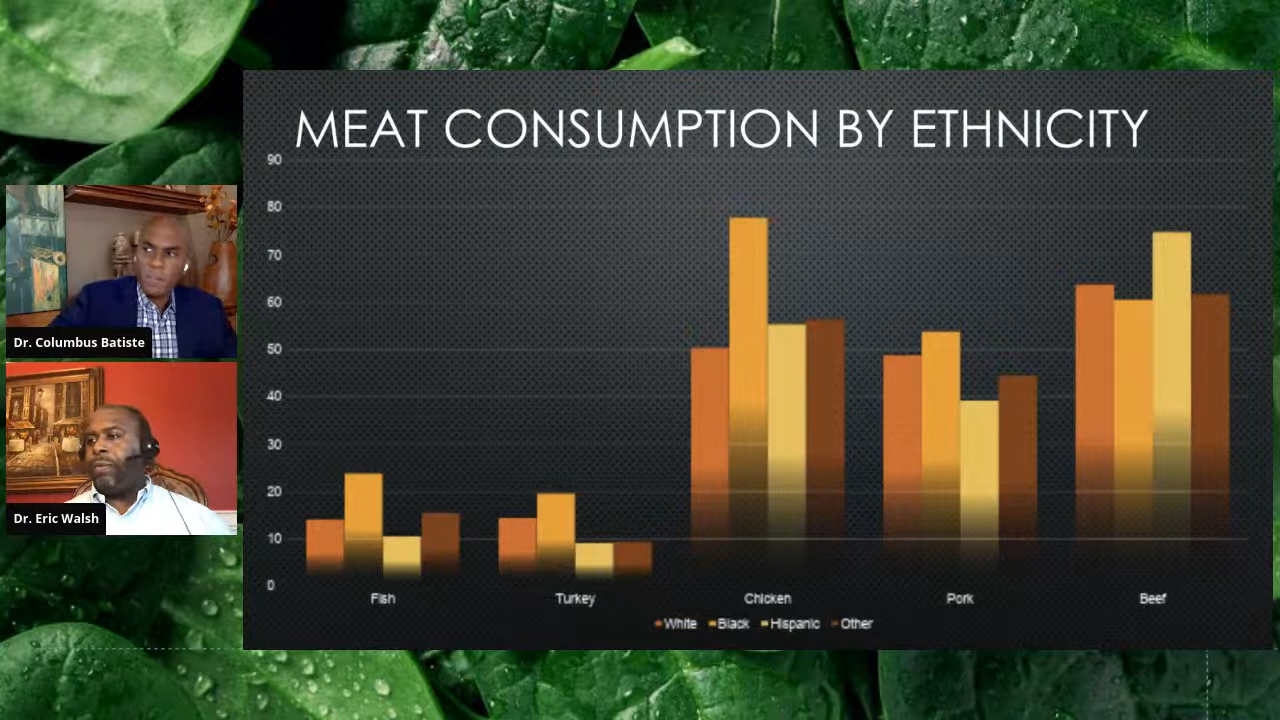 MEAT CONSUMPTION BY ETHNICITY
90
80
70
60
50
40
30
20
10
0
Fish Turkey Chicken Pork Beef
White Black Hispanic Other
Dr. Columbus Batiste
Dr. Eric Walsh